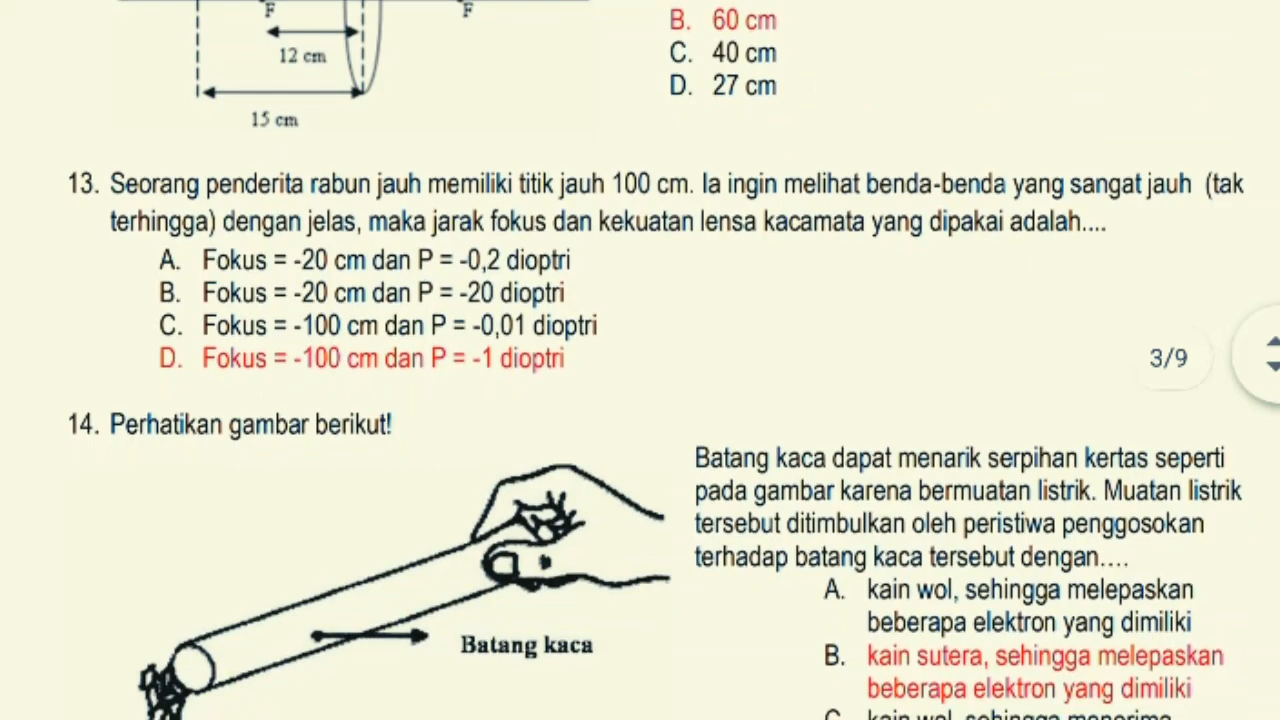 F
F
12 cm
15 cm
B. 60 cm
C. 40 cm
D. 27 cm
13. Seorang penderita rabun jauh memiliki titik jauh 100 cm. Ia ingin melihat benda-benda yang sangat jauh (tak
terhingga) dengan jelas, maka jarak fokus dan kekuatan lensa kacamata yang dipakai adalah....
A. Fokus = -20 cm dan P = -0,2 dioptri
B. Fokus = -20 cm dan P = -20 dioptri
C. Fokus = -100 cm dan P = -0,01 dioptri
D. Fokus = -100 cm dan P = -1 dioptri
3/9
14. Perhatikan gambar berikut!
Batang kaca
Batang kaca dapat menarik serpihan kertas seperti
pada gambar karena bermuatan listrik. Muatan listrik
tersebut ditimbulkan oleh peristiwa penggosokan
terhadap batang kaca tersebut dengan....
A. kain wol, sehingga melepaskan
beberapa elektron yang dimiliki
B. kain sutera, sehingga melepaskan
beberapa elektron yang dimiliki
C. kain wol, sehingga menerima